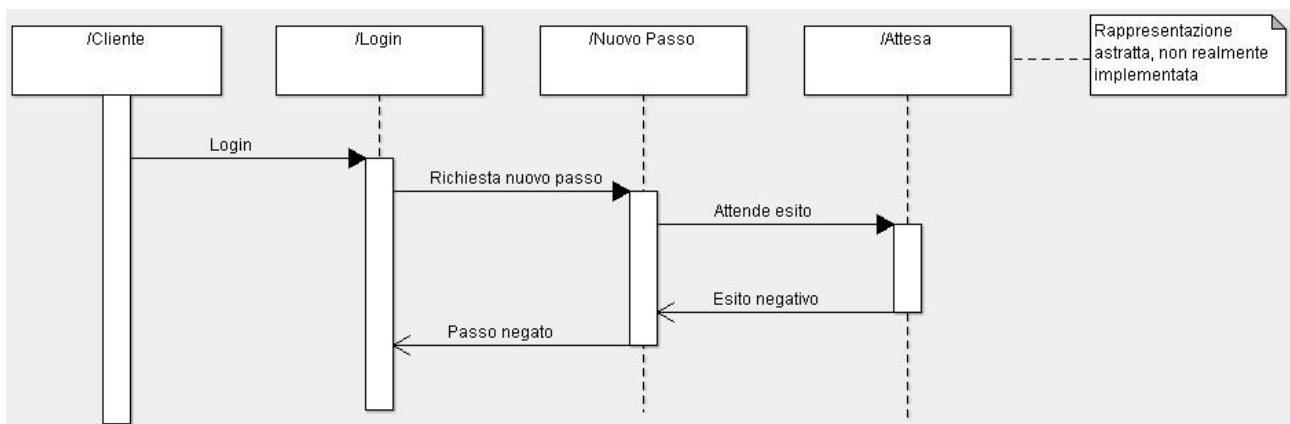 /Cliente
/Login
/Nuovo Passo
/Attesa
Rappresentazione
astratta, non realmente
implementata
Login
Richiesta nuovo passo
Attende esito
Esito negativo
Passo negato